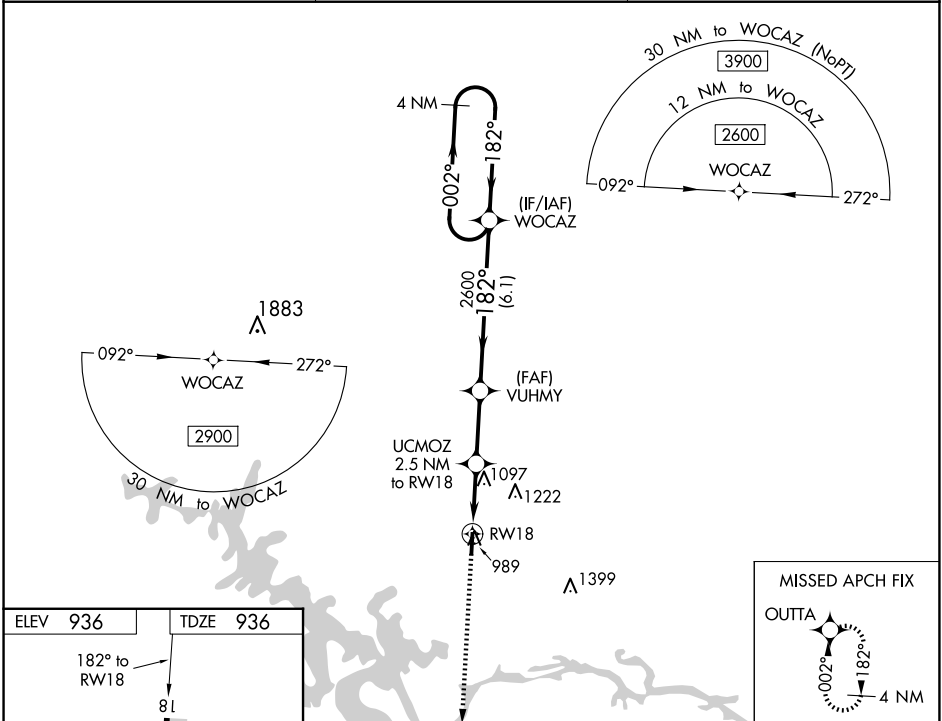 30 NM to WOCAZ (NoPT)
3900
12 NM to WOCAZ
2600
WOCAZ
092°
272°
4 NM
182°
002°
(IF/IAF)
WOCAZ
2600
182°
(6.1)
1883
092°
272°
WOCAZ
2900
30 NM to WOCAZ
(FAF)
VUHMY
UCMOZ
2.5 NM
to RW18
1097
1222
RW18
989
1399
MISSED APCH FIX
OUTTA
002°
182°
4 NM
ELEV 936
TDZE 936
182° to
RW18
18